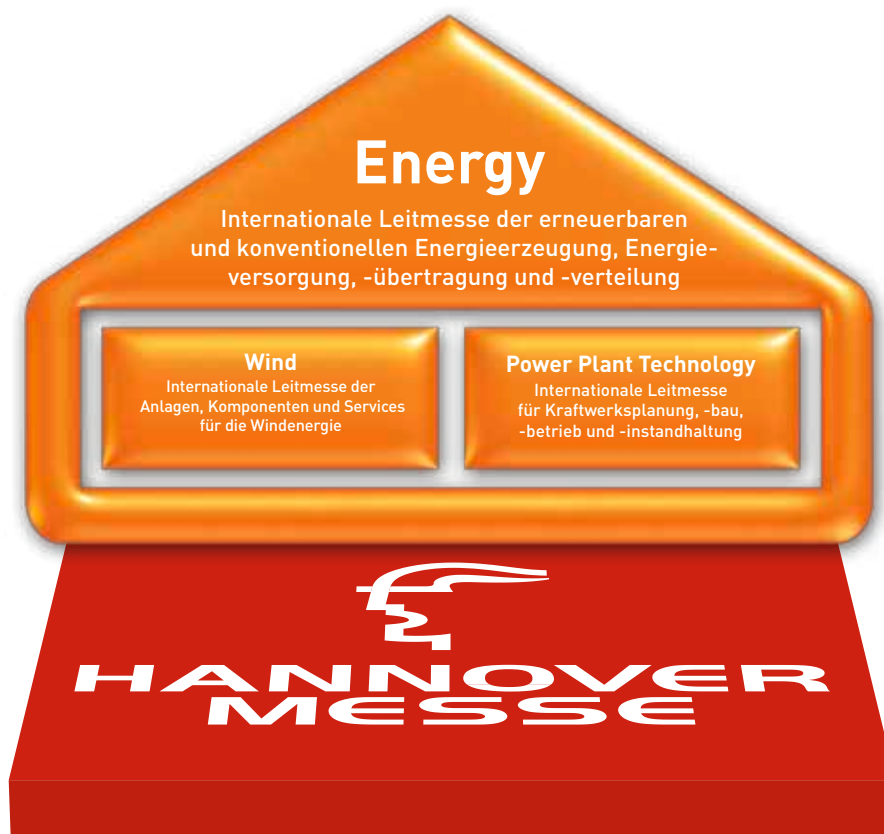 Energy
Internationale Leitmesse der erneuerbaren
und konventionellen Energieerzeugung, Energie-
versorgung, -übertragung und -verteilung
Wind
Internationale Leitmesse der
Anlagen, Komponenten und Services
für die Windenergie
Power Plant Technology
Internationale Leitmesse
für Kraftwerksplanung, -bau,
-betrieb und -instandhaltung
HANNOVER
MESSE